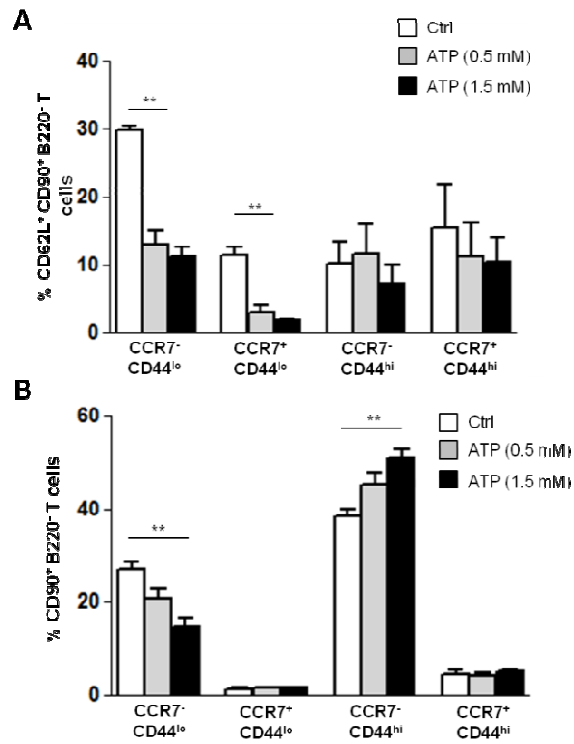 A
Ctrl
ATP (0.5 mM)
ATP (1.5 mM)
% CD62L⁺ CD90⁺ B220⁻ T
cells
40
30
20
10
0
**
**
CCR7⁻ CCR7⁺ CCR7⁻ CCR7⁺
CD44ˡᵒ CD44ˡᵒ CD44ʰⁱ CD44ʰⁱ
B
Ctrl
ATP (0.5 mM)
ATP (1.5 mM)
% CD90⁺ B220⁻ T cells
60
40
20
0
**
**
CCR7⁻ CCR7⁺ CCR7⁻ CCR7⁺
CD44ˡᵒ CD44ˡᵒ CD44ʰⁱ CD44ʰⁱ